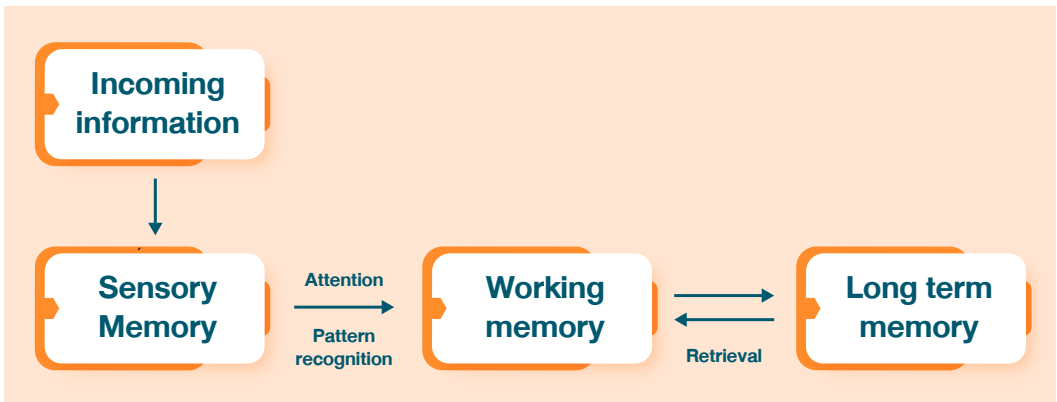 Incoming
information
Sensory
Memory
Attention
Pattern
recognition
Working
memory
Retrieval
Long term
memory